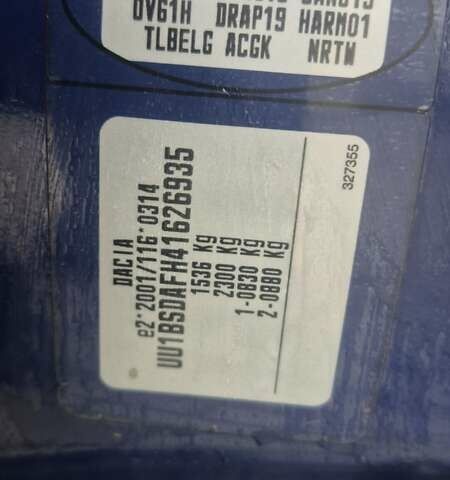 OVG1H DRAP19 HARM01
TLBELG ACGK NRTW
DACIA
e2*2001/116*0314
UU1BSDAFH41626935
1536 Kg
2300 Kg
1-0830 Kg
2-0880 Kg
327355